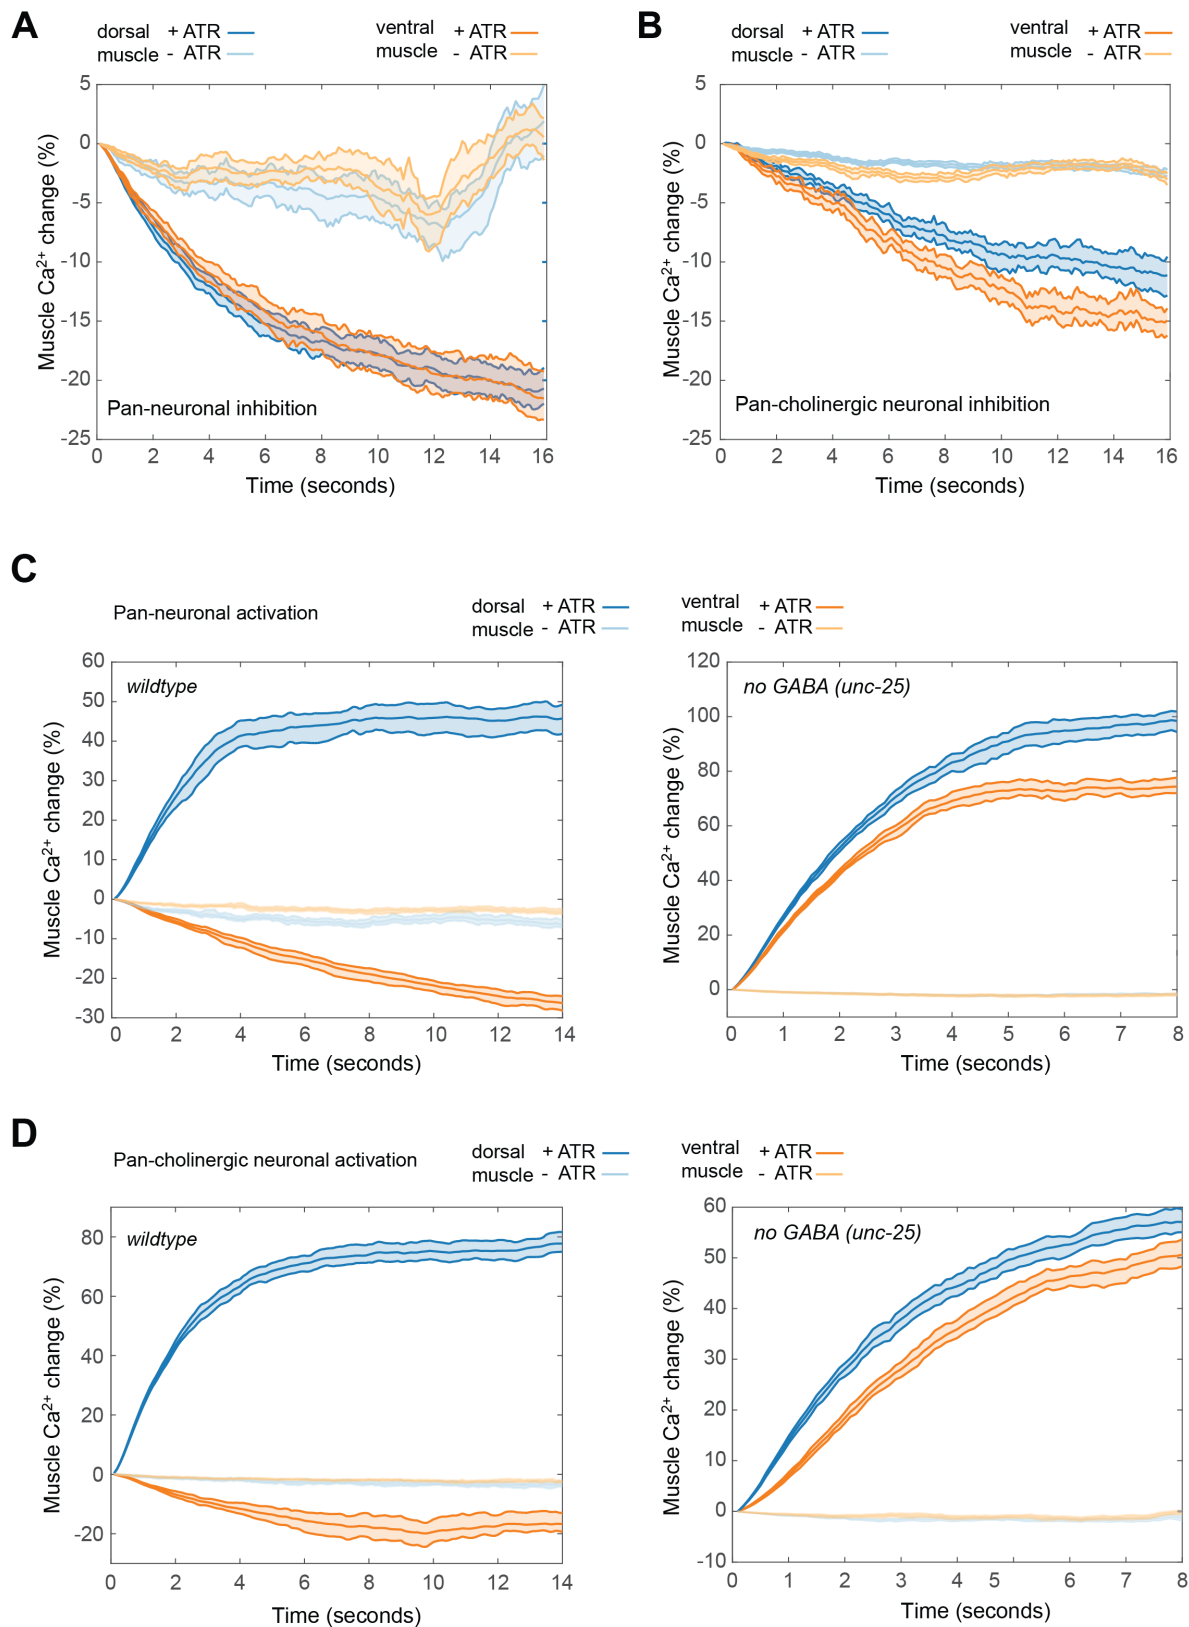 A
dorsal + ATR
muscle - ATR
ventral + ATR
muscle - ATR
5
0
-5
-10
-15
-20
-25
Muscle Ca2+ change (%)
Pan-neuronal inhibition
0 2 4 6 8 10 12 14 16
Time (seconds)
B
dorsal + ATR
muscle - ATR
ventral + ATR
muscle - ATR
5
0
-5
-10
-15
-20
-25
Muscle Ca2+ change (%)
Pan-cholinergic neuronal inhibition
0 2 4 6 8 10 12 14 16
Time (seconds)
C
Pan-neuronal activation
dorsal + ATR
muscle - ATR
ventral + ATR
muscle - ATR
60
50
40
30
20
10
0
-10
-20
-30
Muscle Ca2+ change (%)
wildtype
0 2 4 6 8 10 12 14
Time (seconds)
120
100
80
60
40
20
0
Muscle Ca2+ change (%)
no GABA (unc-25)
0 1 2 3 4 5 6 7 8
Time (seconds)
D
Pan-cholinergic neuronal activation
dorsal + ATR
muscle - ATR
ventral + ATR
muscle - ATR
80
60
40
20
0
-20
Muscle Ca2+ change (%)
wildtype
0 2 4 6 8 10 12 14
Time (seconds)
60
50
40
30
20
10
0
-10
Muscle Ca2+ change (%)
no GABA (unc-25)
0 1 2 3 4 5 6 7 8
Time (seconds)